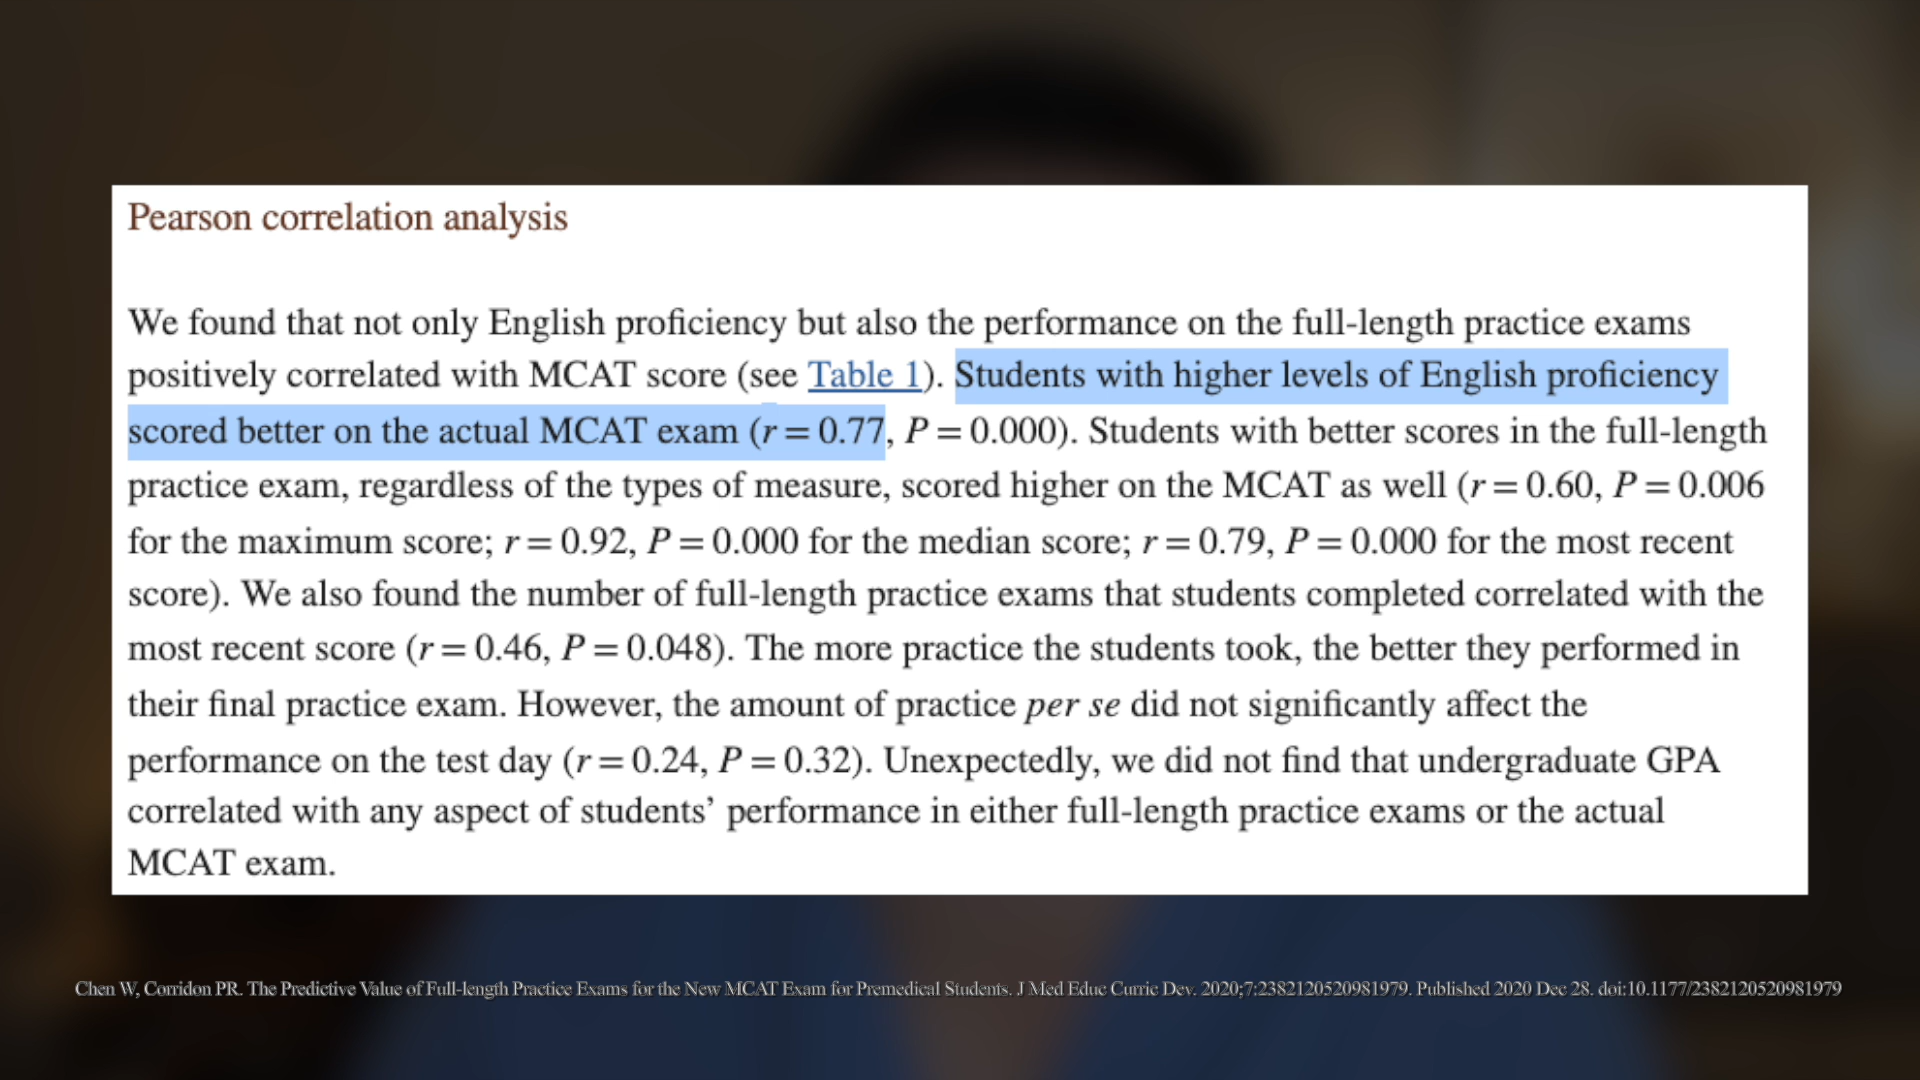 Pearson correlation analysis
We found that not only English proficiency but also the performance on the full-length practice exams
positively correlated with MCAT score (see Table 1). Students with higher levels of English proficiency
scored better on the actual MCAT exam (r = 0.77, P = 0.000). Students with better scores in the full-length
practice exam, regardless of the types of measure, scored higher on the MCAT as well (r = 0.60, P = 0.006
for the maximum score; r = 0.92, P = 0.000 for the median score; r = 0.79, P = 0.000 for the most recent
score). We also found the number of full-length practice exams that students completed correlated with the
most recent score (r = 0.46, P = 0.048). The more practice the students took, the better they performed in
their final practice exam. However, the amount of practice per se did not significantly affect the
performance on the test day (r = 0.24, P = 0.32). Unexpectedly, we did not find that undergraduate GPA
correlated with any aspect of students’ performance in either full-length practice exams or the actual
MCAT exam.
Chen W, Corridon PR. The Predictive Value of Full-length Practice Exams for the New MCAT Exam for Premedical Students. J Med Educ Curric Dev. 2020;7:2382120520981979. Published 2020 Dec 28. doi:10.1177/2382120520981979